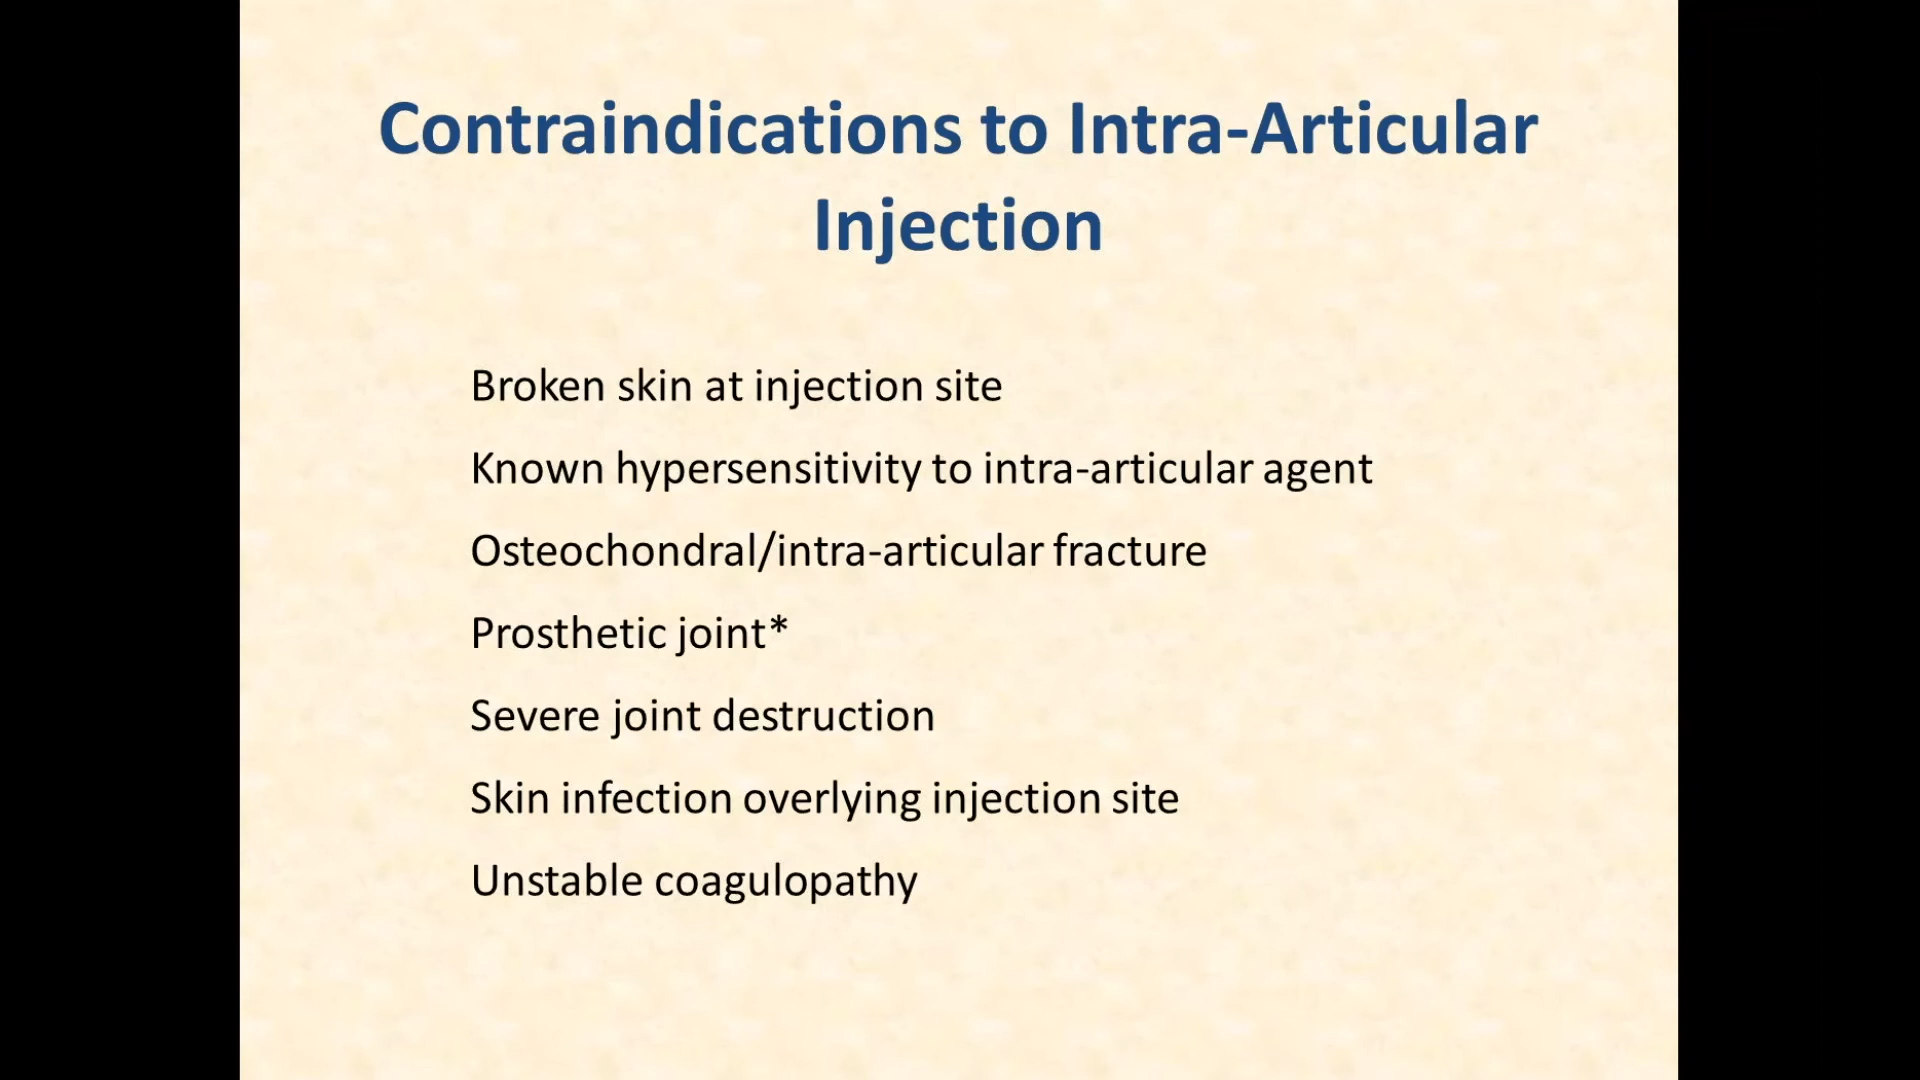 Contraindications to Intra-Articular
Injection
Broken skin at injection site
Known hypersensitivity to intra-articular agent
Osteochondral/intra-articular fracture
Prosthetic joint*
Severe joint destruction
Skin infection overlying injection site
Unstable coagulopathy